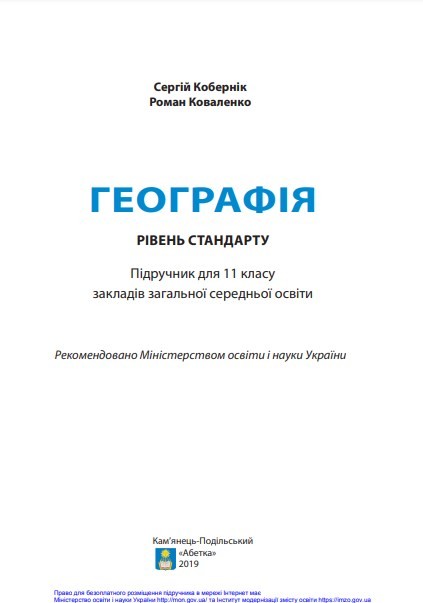 Сергій Кобернік
Роман Коваленко
ГЕОГРАФІЯ
РІВЕНЬ СТАНДАРТУ
Підручник для 11 класу
закладів загальної середньої освіти
Рекомендовано Міністерством освіти і науки України
Кам’янець-Подільський
«Абетка»
2019
Право для безоплатного розміщення підручника в мережі Інтернет має
Міністерство освіти і науки України http://mon.gov.ua/ та Інститут модернізації змісту освіти https://imzo.gov.ua